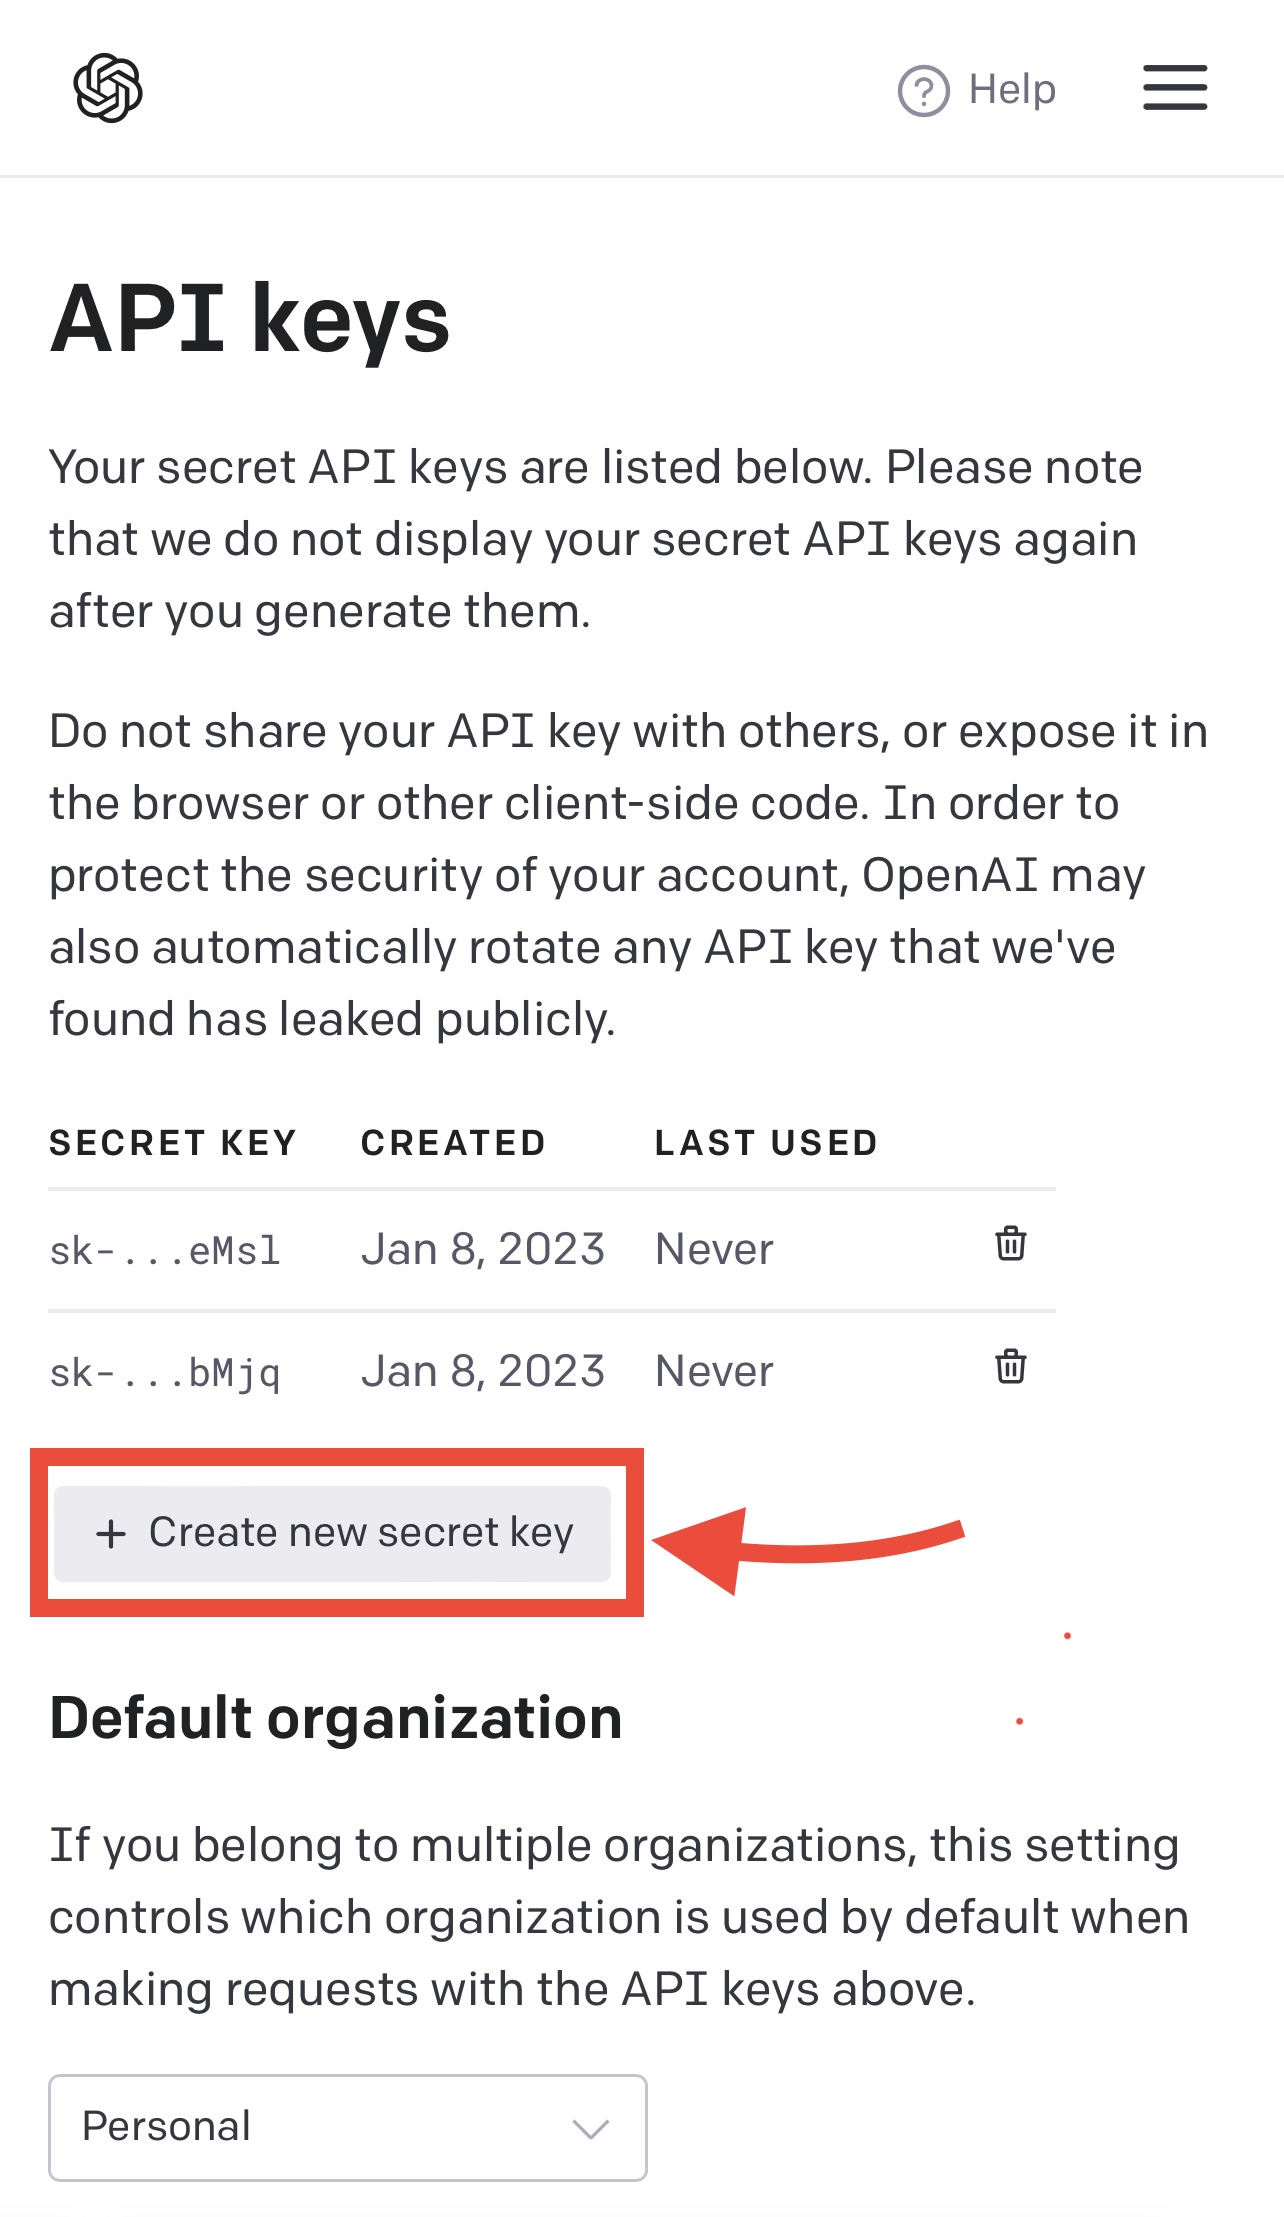 Help
API keys
Your secret API keys are listed below. Please note
that we do not display your secret API keys again
after you generate them.
Do not share your API key with others, or expose it in
the browser or other client-side code. In order to
protect the security of your account, OpenAI may
also automatically rotate any API key that we've
found has leaked publicly.
SECRET KEY CREATED LAST USED
sk-...eMsl Jan 8, 2023 Never
sk-...bMjq Jan 8, 2023 Never
+ Create new secret key
Default organization
If you belong to multiple organizations, this setting
controls which organization is used by default when
making requests with the API keys above.
Personal